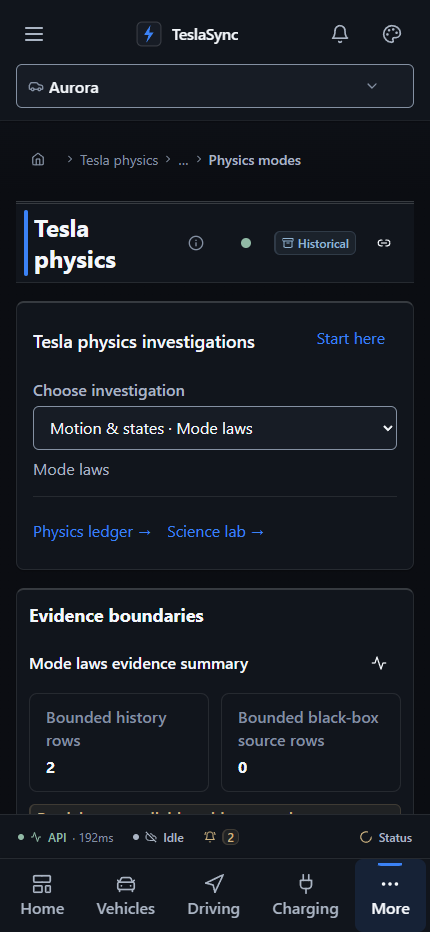 TeslaSync
Aurora
Tesla physics
...
Physics modes
Tesla
physics
Historical
Tesla physics investigations
Start here
Choose investigation
Motion & states · Mode laws
Mode laws
Physics ledger →
Science lab →
Evidence boundaries
Mode laws evidence summary
Bounded history
rows
2
Bounded black-box
source rows
0
API · 192ms
Idle
2
Status
Home
Vehicles
Driving
Charging
More